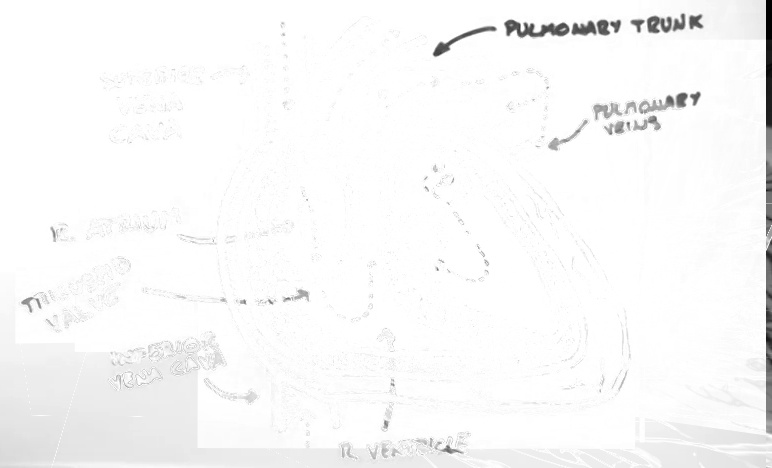 PULMONARY TRUNK
SUPERIOR
VENA
CAVA
PULMONARY
VEINS
R. ATRIUM
TRICUSPID
VALVE
INFERIOR
VENA CAVA
R. VENTRICLE